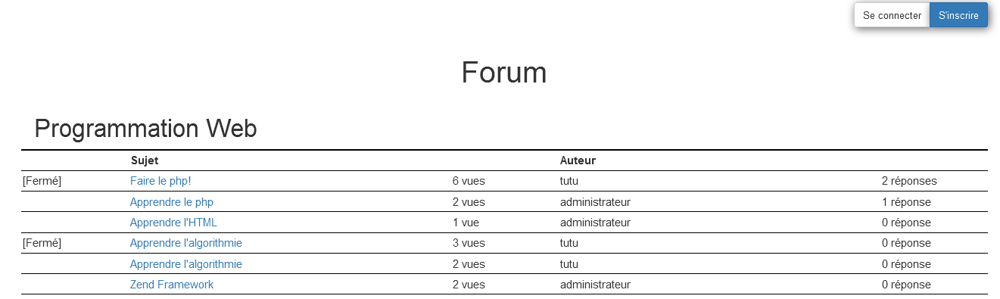 Se connecter S'inscrire
Forum
Programmation Web
Sujet Auteur
[Fermé] Faire le php! 6 vues tutu 2 réponses
Apprendre le php 2 vues administrateur 1 réponse
Apprendre l'HTML 1 vue administrateur 0 réponse
[Fermé] Apprendre l'algorithmie 3 vues tutu 0 réponse
Apprendre l'algorithmie 2 vues tutu 0 réponse
Zend Framework 2 vues administrateur 0 réponse